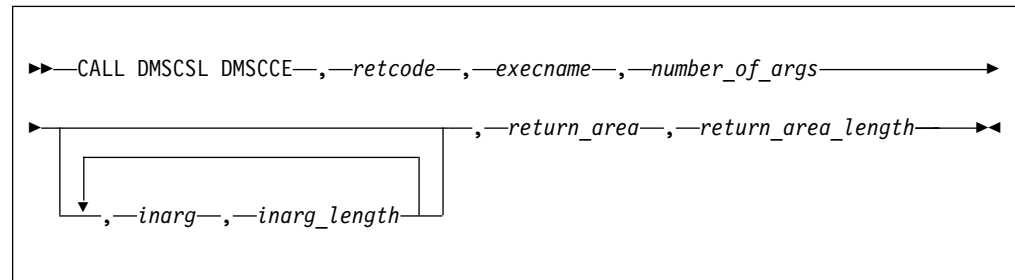 ►►──CALL DMSCSL DMSCCE──,──retcode──,──execname──,──number_of_args──►
►──,──return_area──,──return_area_length──►◄
,──inarg──,──inarg_length